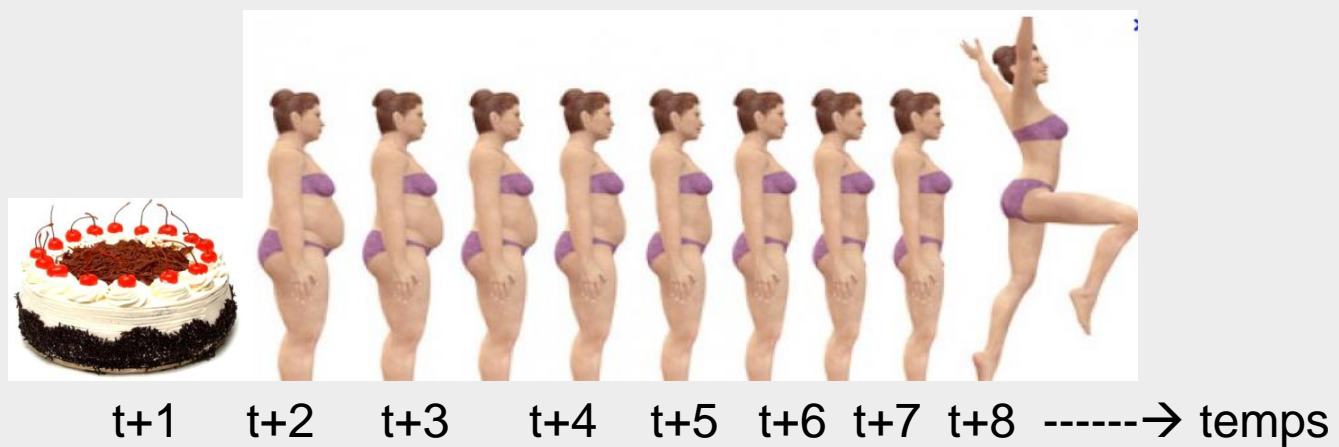 t+1 t+2 t+3 t+4 t+5 t+6 t+7 t+8 ------→ temps